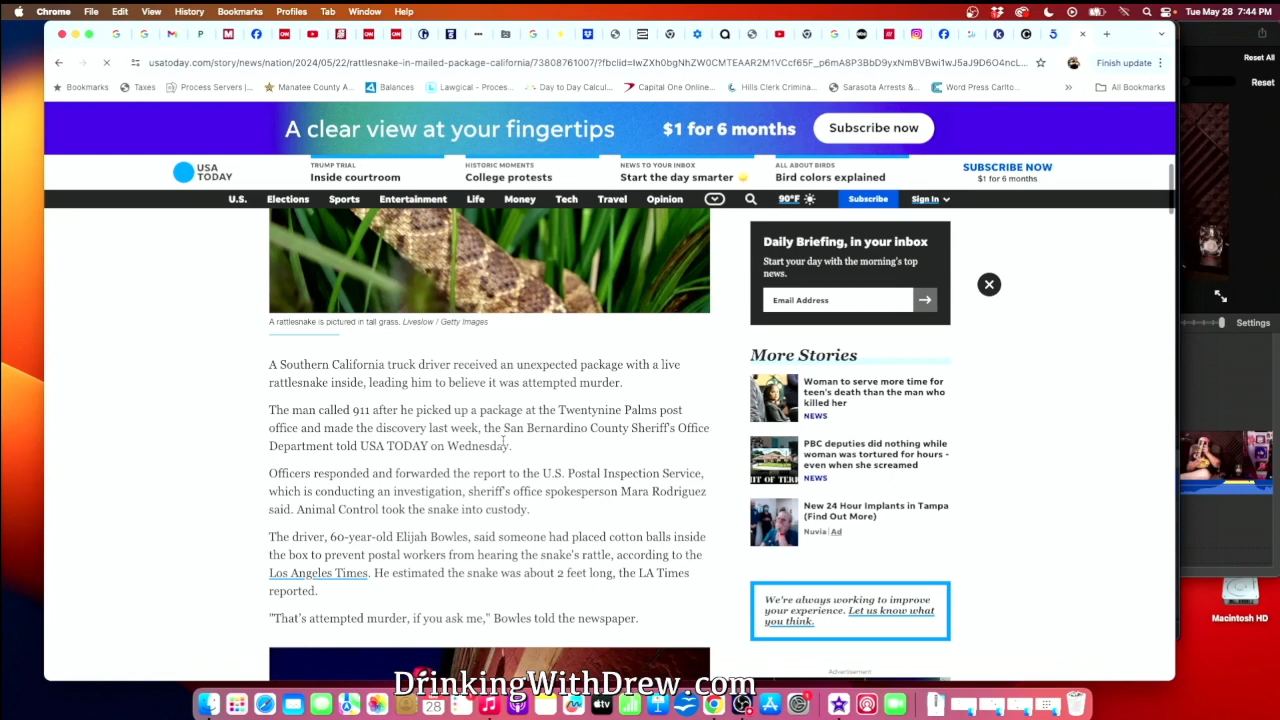 Chrome File Edit View History Bookmarks Profiles Tab Window Help Tue May 28 7:44 PM
usatoday.com/story/news/nation/2024/05/22/rattlesnake-in-mailed-package-california/73808761007/ Finish update
Bookmarks Taxes Process Servers |... Manatee County A... Balances Lawgical - Proces... Day to Day Calcul... Capital One Online... Hills Clerk Crimina... Sarasota Arrests &... Word Press Carlto... » All Bookmarks
Reset All
Reset
A clear view at your fingertips $1 for 6 months Subscribe now
USA
TODAY
TRUMP TRIAL
Inside courtroom
HISTORIC MOMENTS
College protests
NEWS TO YOUR INBOX
Start the day smarter
ALL ABOUT BIRDS
Bird colors explained
SUBSCRIBE NOW
$1 for 6 months
U.S. Elections Sports Entertainment Life Money Tech Travel Opinion 90°F Subscribe Sign In
A rattlesnake is pictured in tall grass. Liveslow / Getty Images
A Southern California truck driver received an unexpected package with a live
rattlesnake inside, leading him to believe it was attempted murder.
The man called 911 after he picked up a package at the Twentynine Palms post
office and made the discovery last week, the San Bernardino County Sheriff's Office
Department told USA TODAY on Wednesday.
Officers responded and forwarded the report to the U.S. Postal Inspection Service,
which is conducting an investigation, sheriff's office spokesperson Mara Rodriguez
said. Animal Control took the snake into custody.
The driver, 60-year-old Elijah Bowles, said someone had placed cotton balls inside
the box to prevent postal workers from hearing the snake's rattle, according to the
Los Angeles Times. He estimated the snake was about 2 feet long, the LA Times
reported.
"That's attempted murder, if you ask me," Bowles told the newspaper.
Daily Briefing, in your inbox
Start your day with the morning's top
news.
Email Address
More Stories
Woman to serve more time for
teen's death than the man who
killed her
NEWS
PBC deputies did nothing while
woman was tortured for hours -
even when she screamed
NEWS
New 24 Hour Implants in Tampa
(Find Out More)
Nuvia | Ad
We're always working to improve
your experience. Let us know what
you think.
Advertisement
Settings
Macintosh HD
DrinkingWithDrew.com
28
tv